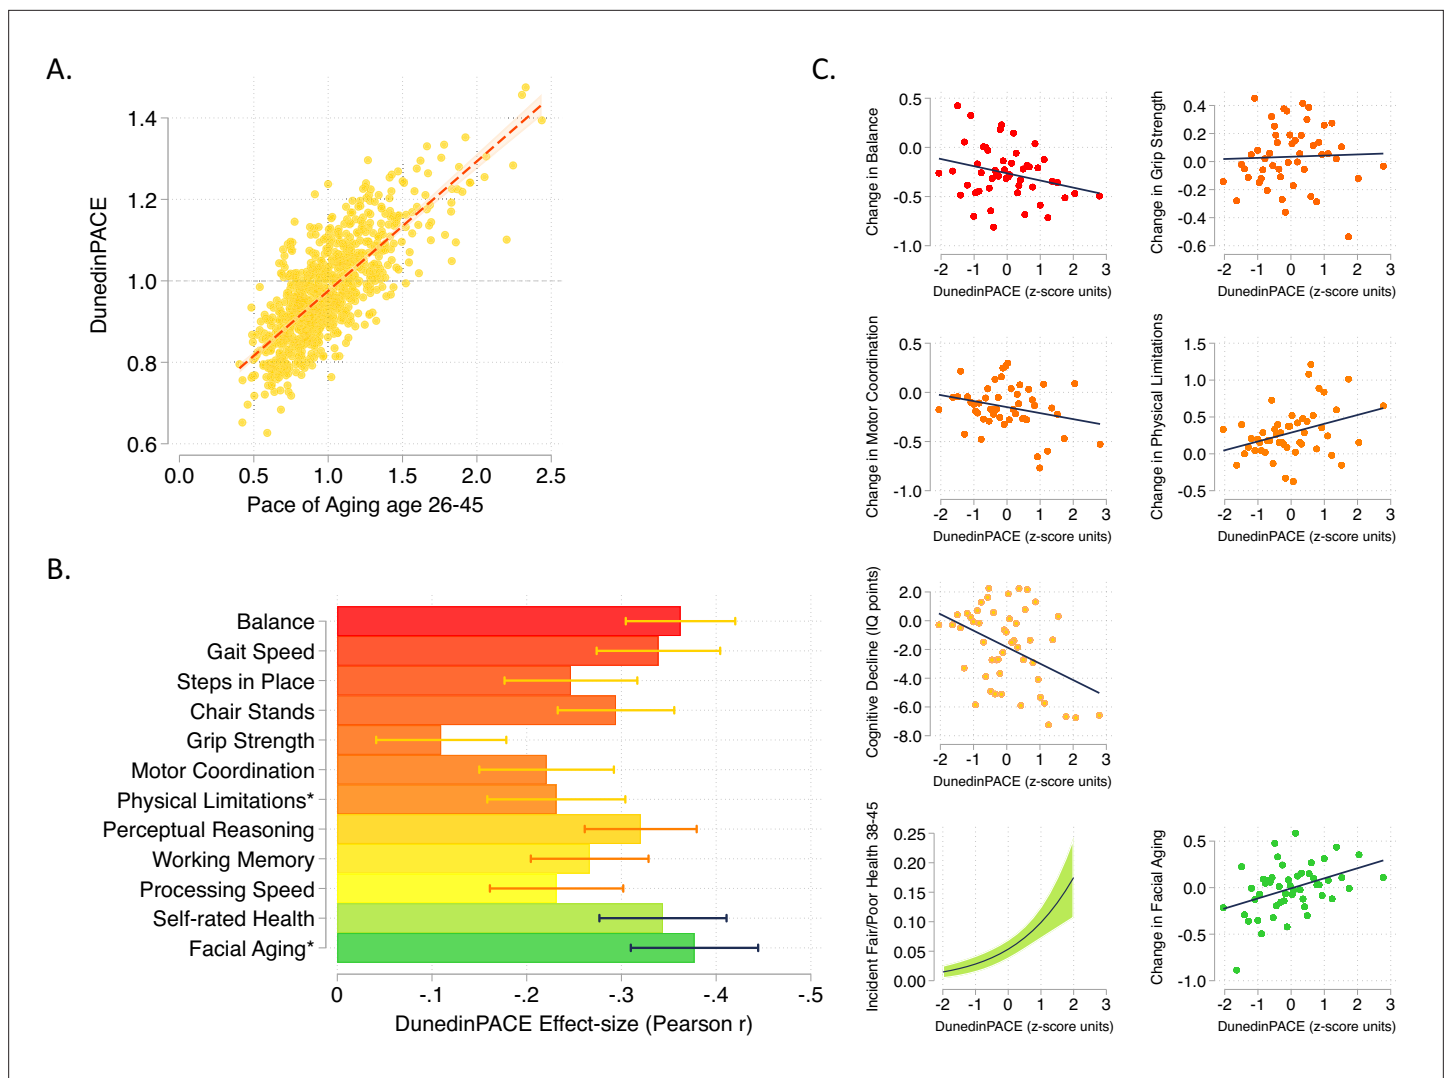 A.
DunedinPACE
1.4
1.2
1.0
0.8
0.6
0.0 0.5 1.0 1.5 2.0 2.5
Pace of Aging age 26-45
B.
Balance
Gait Speed
Steps in Place
Chair Stands
Grip Strength
Motor Coordination
Physical Limitations*
Perceptual Reasoning
Working Memory
Processing Speed
Self-rated Health
Facial Aging*
0 -.1 -.2 -.3 -.4 -.5
DunedinPACE Effect-size (Pearson r)
C.
Change in Balance
0.5
0.0
-0.5
-1.0
-2 -1 0 1 2 3
DunedinPACE (z-score units)
Change in Grip Strength
0.4
0.2
0.0
-0.2
-0.4
-0.6
-2 -1 0 1 2 3
DunedinPACE (z-score units)
Change in Motor Coordination
0.5
0.0
-0.5
-1.0
-2 -1 0 1 2 3
DunedinPACE (z-score units)
Change in Physical Limitations
1.5
1.0
0.5
0.0
-0.5
-2 -1 0 1 2 3
DunedinPACE (z-score units)
Cognitive Decline (IQ points)
2.0
0.0
-2.0
-4.0
-6.0
-8.0
-2 -1 0 1 2 3
DunedinPACE (z-score units)
Incident Fair/Poor Health 38-45
0.25
0.20
0.15
0.10
0.05
0.00
-2 -1 0 1 2 3
DunedinPACE (z-score units)
Change in Facial Aging
0.5
0.0
-0.5
-1.0
-2 -1 0 1 2 3
DunedinPACE (z-score units)